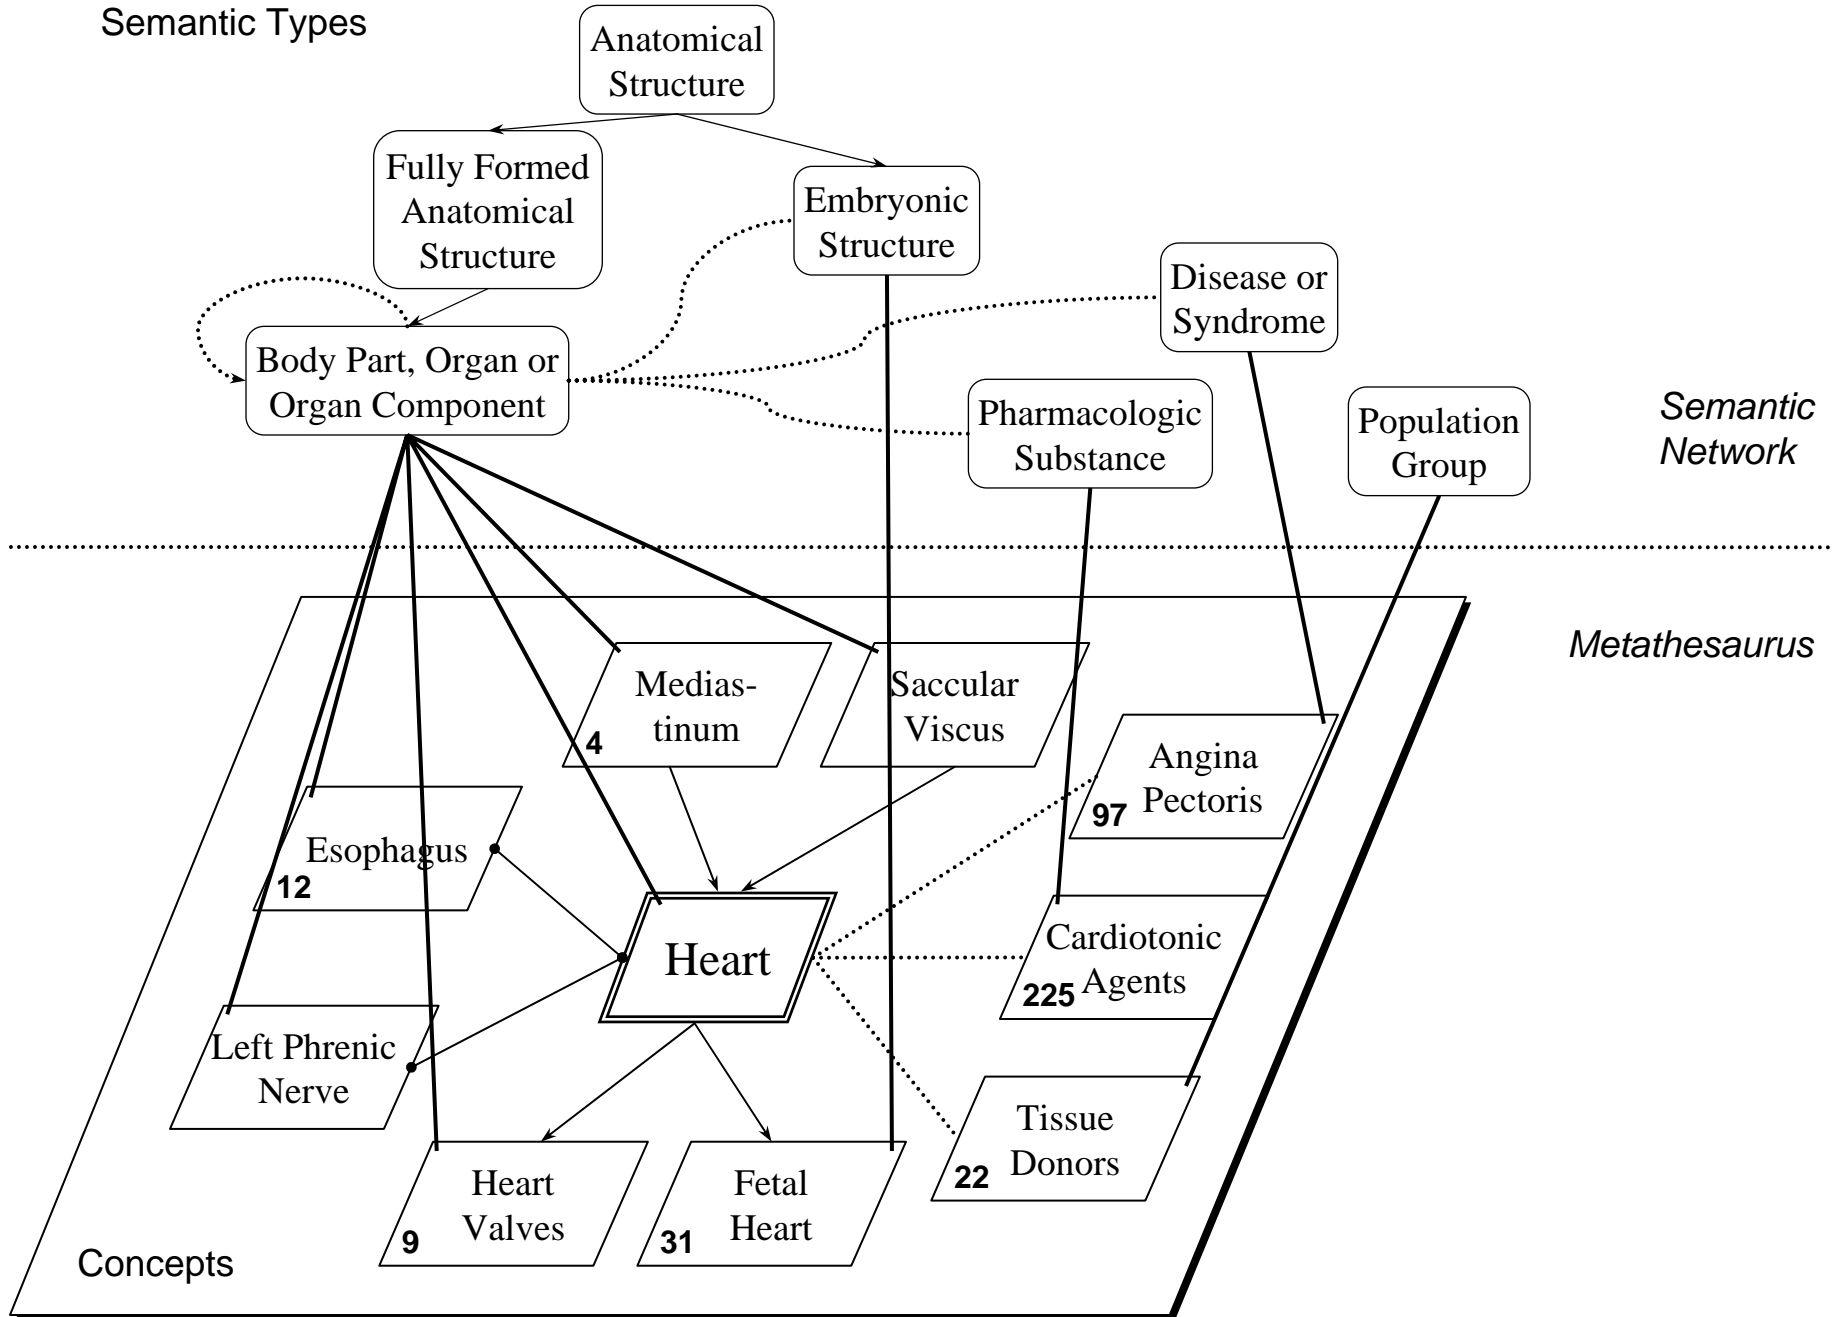 Semantic Types
Anatomical
Structure
Fully Formed
Anatomical
Structure
Embryonic
Structure
Disease or
Syndrome
Body Part, Organ or
Organ Component
Pharmacologic
Substance
Population
Group
Semantic
Network
Metathesaurus
Medias-
tinum
4
Saccular
Viscus
Angina
Pectoris
97
Esophagus
12
Heart
Cardiotonic
Agents
225
Left Phrenic
Nerve
Tissue
Donors
22
Heart
Valves
9
Fetal
Heart
31
Concepts